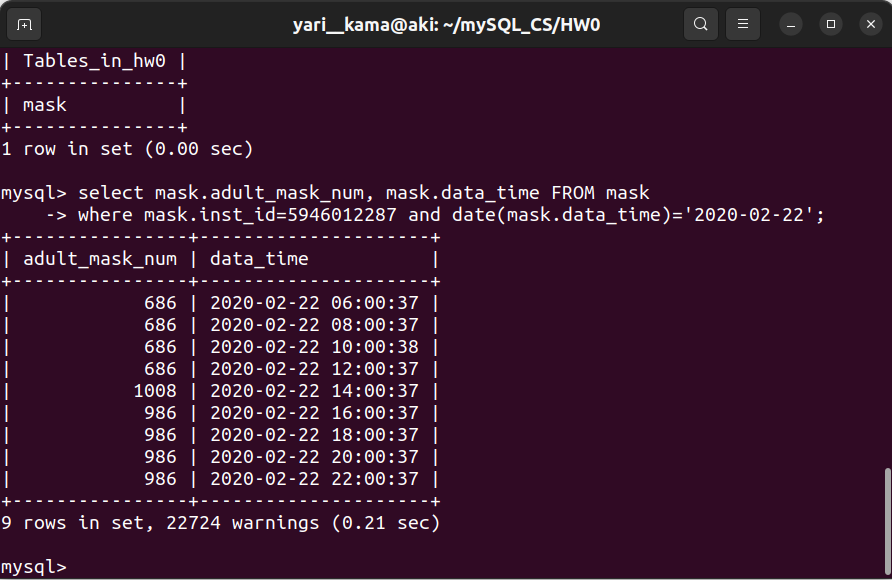 yari__kama@aki: ~/mySQL_CS/HW0
| Tables_in_hw0 |
+---------------+
| mask          |
+---------------+
1 row in set (0.00 sec)

mysql> select mask.adult_mask_num, mask.data_time FROM mask
    -> where mask.inst_id=5946012287 and date(mask.data_time)='2020-02-22';
+----------------+---------------------+
| adult_mask_num | data_time           |
+----------------+---------------------+
|            686 | 2020-02-22 06:00:37 |
|            686 | 2020-02-22 08:00:37 |
|            686 | 2020-02-22 10:00:38 |
|            686 | 2020-02-22 12:00:37 |
|           1008 | 2020-02-22 14:00:37 |
|            986 | 2020-02-22 16:00:37 |
|            986 | 2020-02-22 18:00:37 |
|            986 | 2020-02-22 20:00:37 |
|            986 | 2020-02-22 22:00:37 |
+----------------+---------------------+
9 rows in set, 22724 warnings (0.21 sec)

mysql>